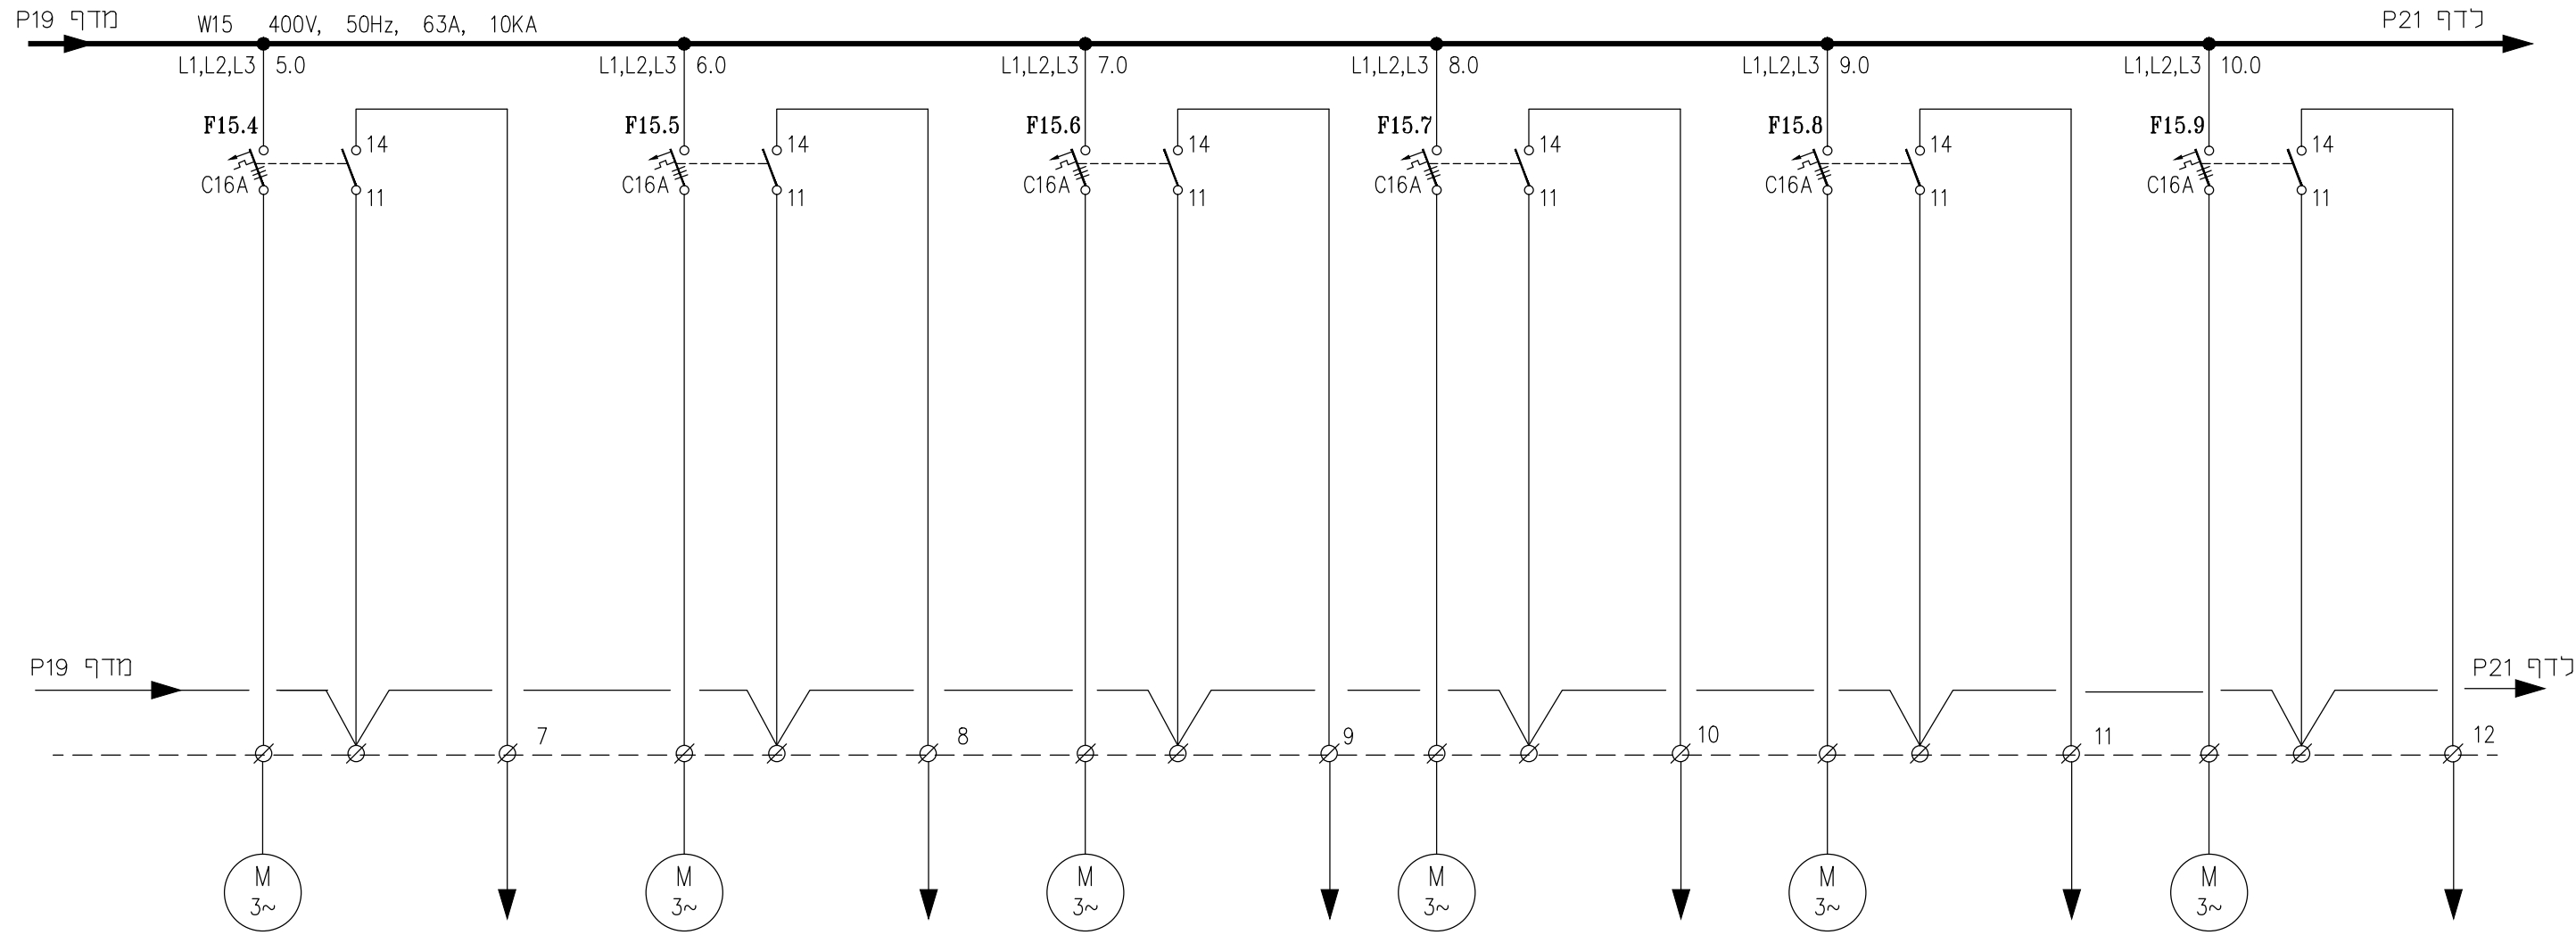 מדף P19 W15 400V, 50Hz, 63A, 10KA לדף P21
L1,L2,L3 5.0 L1,L2,L3 6.0 L1,L2,L3 7.0 L1,L2,L3 8.0 L1,L2,L3 9.0 L1,L2,L3 10.0
F15.4 F15.5 F15.6 F15.7 F15.8 F15.9
14 14 14 14 14 14
C16A C16A C16A C16A C16A C16A
11 11 11 11 11 11
מדף P19 לדף P21
7 8 9 10 11 12
M M M M M M
3~ 3~ 3~ 3~ 3~ 3~